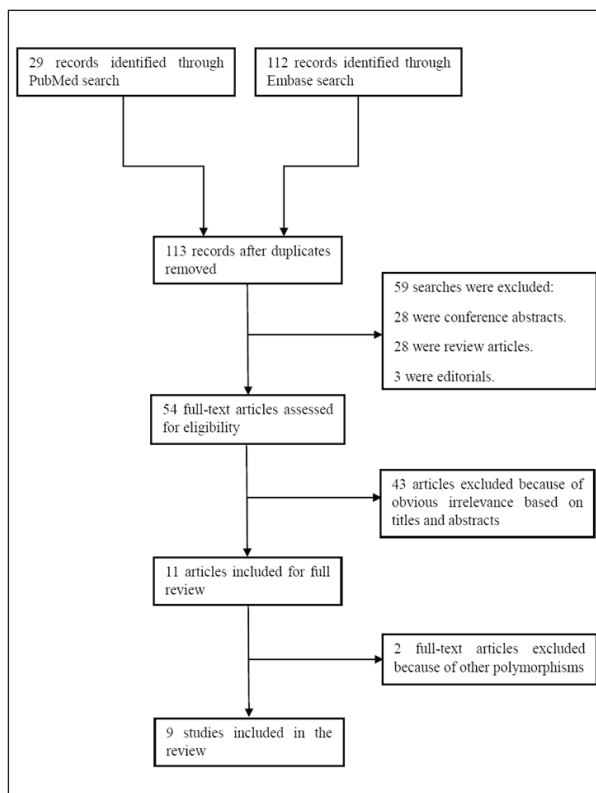 29 records identified through
PubMed search
112 records identified through
Embase search
113 records after duplicates
removed
59 searches were excluded:
28 were conference abstracts.
28 were review articles.
3 were editorials.
54 full-text articles assessed
for eligibility
43 articles excluded because of
obvious irrelevance based on
titles and abstracts
11 articles included for full
review
2 full-text articles excluded
because of other polymorphisms
9 studies included in the
review